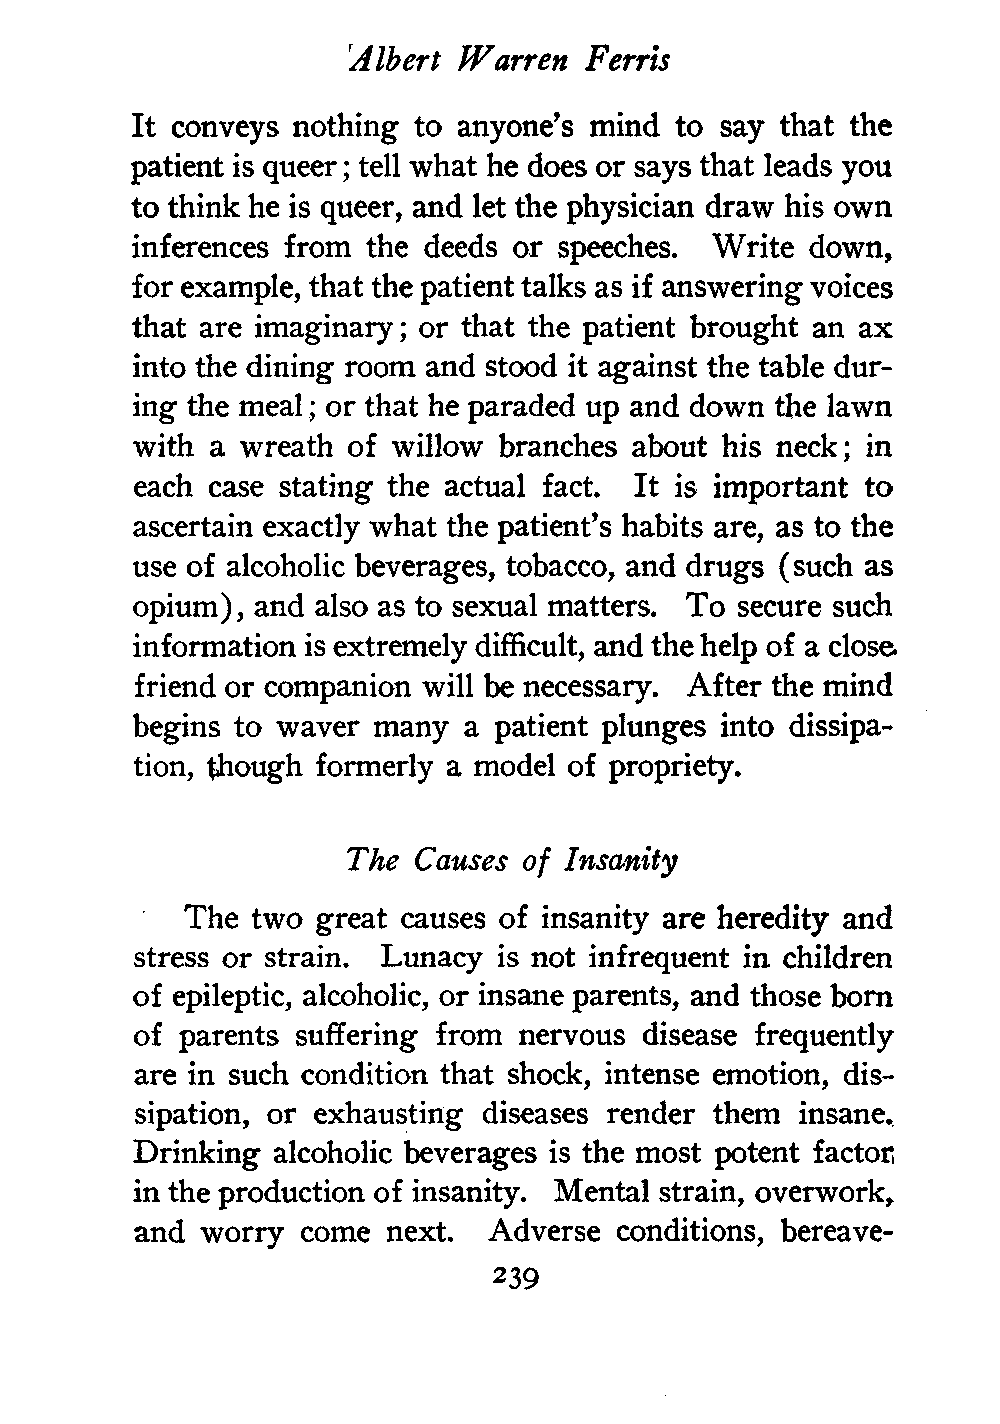 Albert Warren Ferris
It conveys nothing to anyone's mind to say that the
patient is queer; tell what he does or says that leads you
to think he is queer, and let the physician draw his own
inferences from the deeds or speeches. Write down,
for example, that the patient talks as if answering voices
that are imaginary; or that the patient brought an ax
into the dining room and stood it against the table dur-
ing the meal; or that he paraded up and down the lawn
with a wreath of willow branches about his neck; in
each case stating the actual fact. It is important to
ascertain exactly what the patient's habits are, as to the
use of alcoholic beverages, tobacco, and drugs (such as
opium), and also as to sexual matters. To secure such
information is extremely difficult, and the help of a close
friend or companion will be necessary. After the mind
begins to waver many a patient plunges into dissipa-
tion, though formerly a model of propriety.
The Causes of Insanity
The two great causes of insanity are heredity and
stress or strain. Lunacy is not infrequent in children
of epileptic, alcoholic, or insane parents, and those born
of parents suffering from nervous disease frequently
are in such condition that shock, intense emotion, dis-
sipation, or exhausting diseases render them insane.
Drinking alcoholic beverages is the most potent factor
in the production of insanity. Mental strain, overwork,
and worry come next. Adverse conditions, bereave-
239